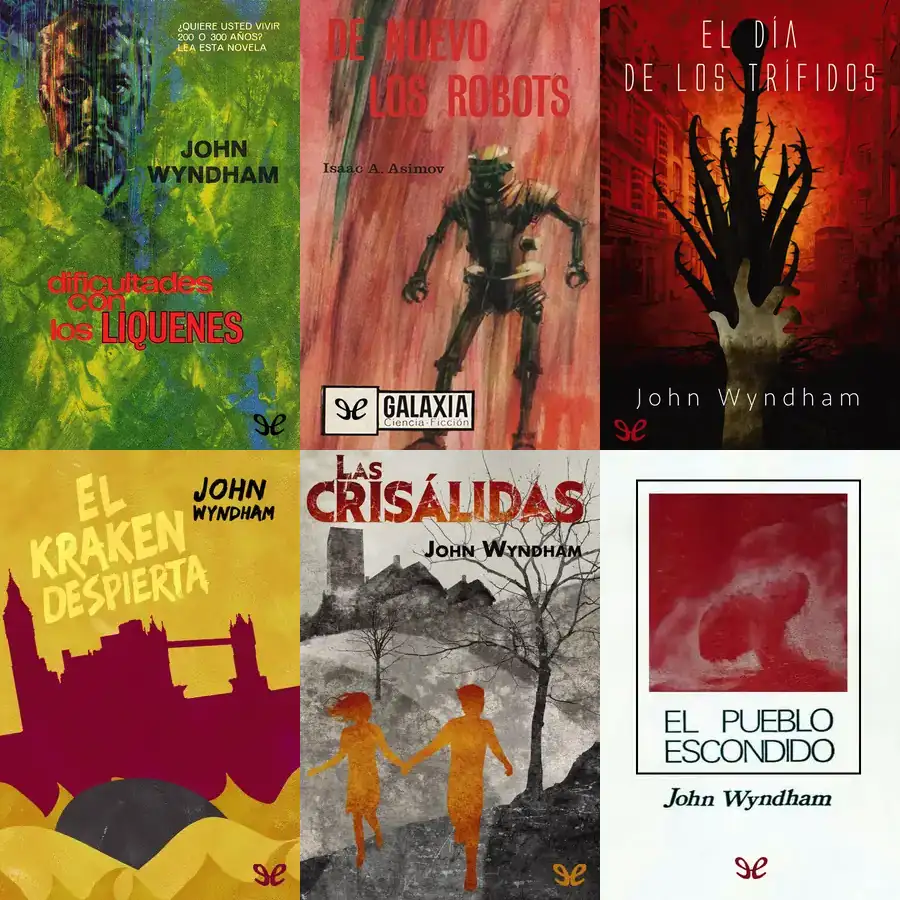 ¿QUIERE USTED VIVIR
200 O 300 AÑOS?
LEA ESTA NOVELA
JOHN
WYNDHAM
dificultades
con
los LIQUENES
DE NUEVO
LOS ROBOTS
Isaac A. Asimov
GALAXIA
Ciencia-Ficción
EL DÍA
DE LOS TRÍFIDOS
John Wyndham
EL
KRAKEN
DESPIERTA
JOHN
WYNDHAM
LAS
CRISÁLIDAS
JOHN WYNDHAM
EL PUEBLO
ESCONDIDO
John Wyndham